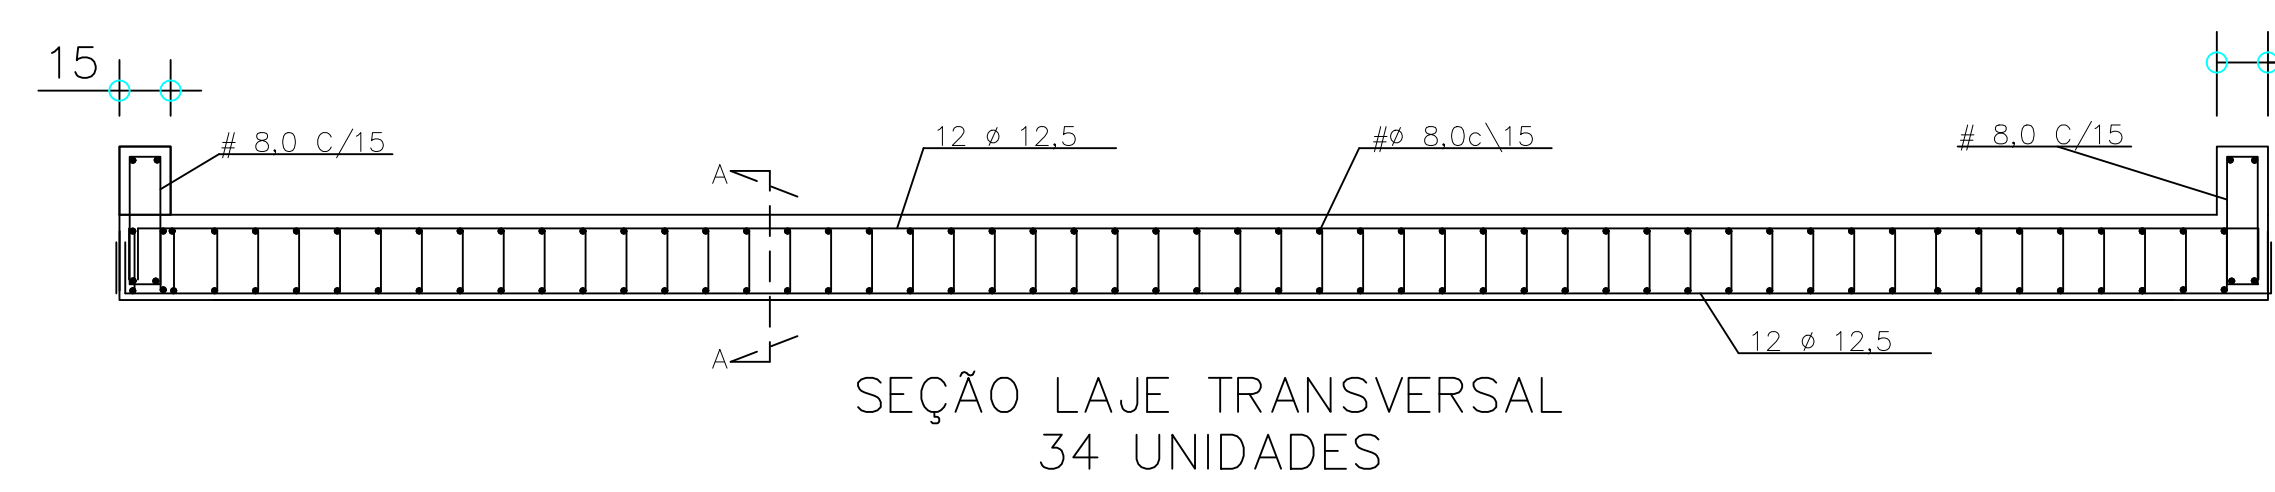 15
# 8,0 C/15
12 ø 12,5
#ø 8,0c\15
# 8,0 C/15
A
A
12 ø 12,5
SEÇÃO LAJE TRANSVERSAL
34 UNIDADES